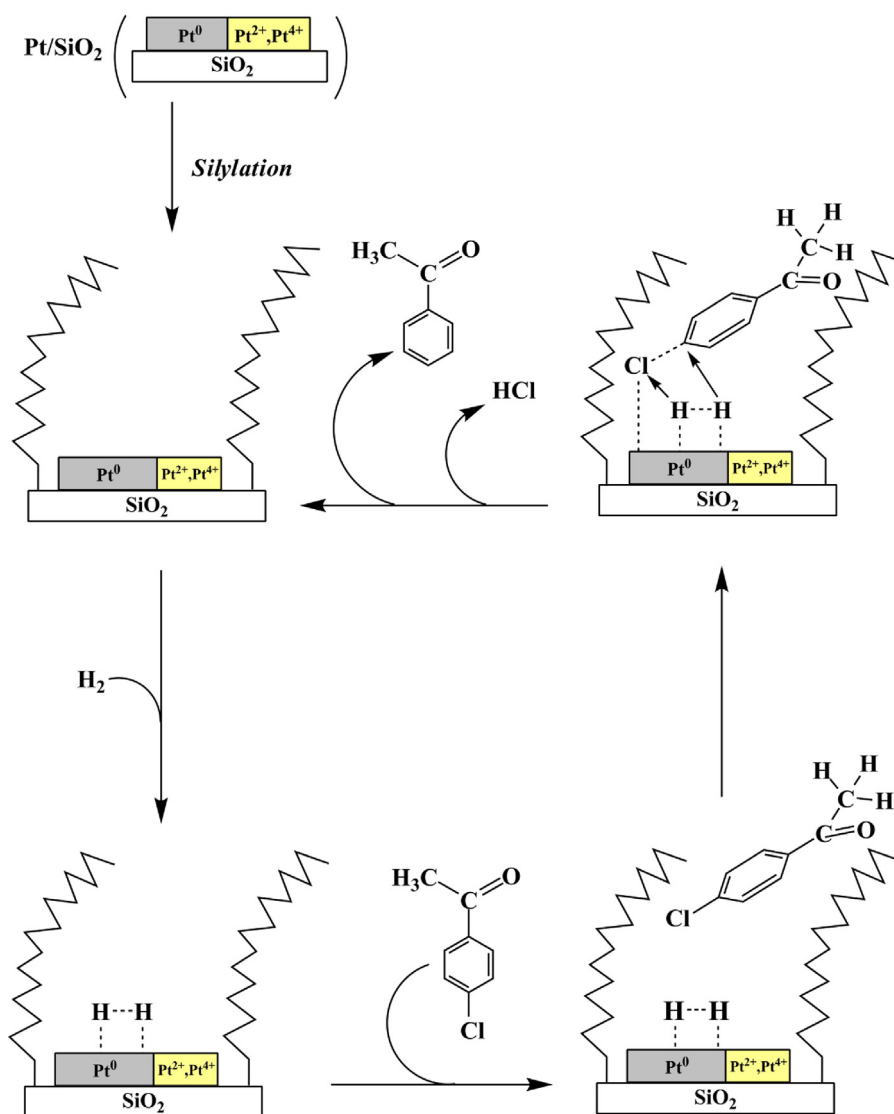 Pt/SiO₂
Pt⁰ Pt²⁺,Pt⁴⁺
SiO₂
Silylation
H₃C C O
HCl
Pt⁰ Pt²⁺,Pt⁴⁺
SiO₂
H H
C H
C O
Cl
H H
Pt⁰ Pt²⁺,Pt⁴⁺
SiO₂
H₂
H H
Pt⁰ Pt²⁺,Pt⁴⁺
SiO₂
H₃C C O
Cl
H H
C H
C O
Cl
H H
Pt⁰ Pt²⁺,Pt⁴⁺
SiO₂